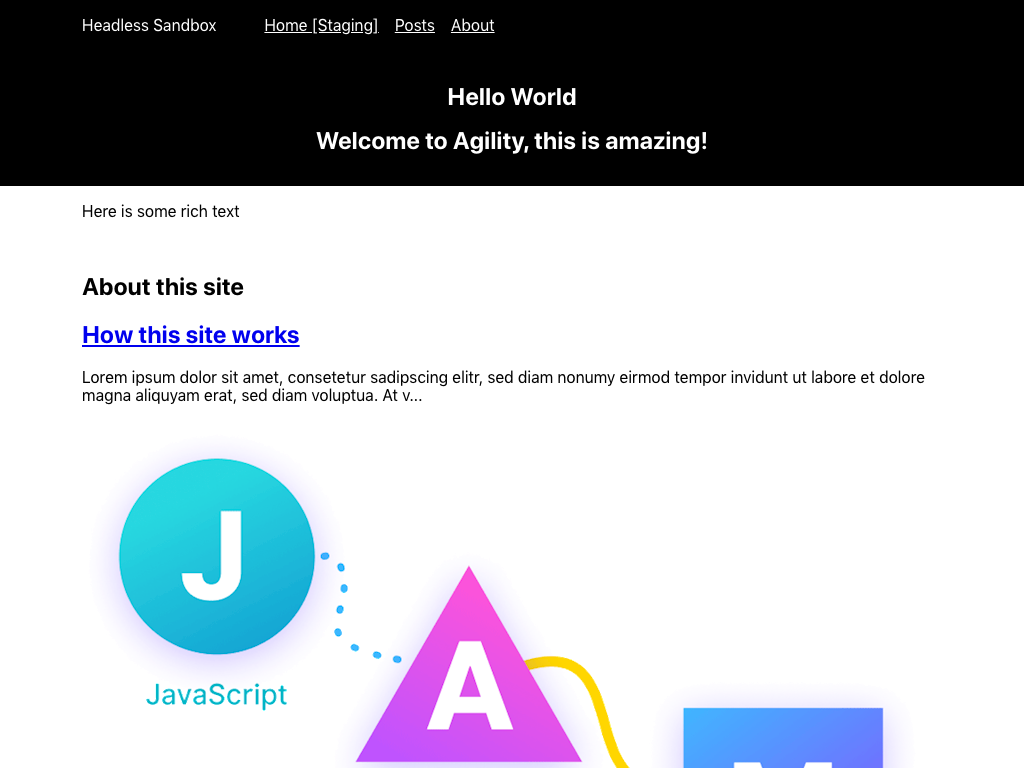 Headless Sandbox Home [Staging] Posts About
Hello World
Welcome to Agility, this is amazing!
Here is some rich text
About this site
How this site works
Lorem ipsum dolor sit amet, consetetur sadipscing elitr, sed diam nonumy eirmod tempor invidunt ut labore et dolore
magna aliquyam erat, sed diam voluptua. At v...
J
JavaScript
A
M